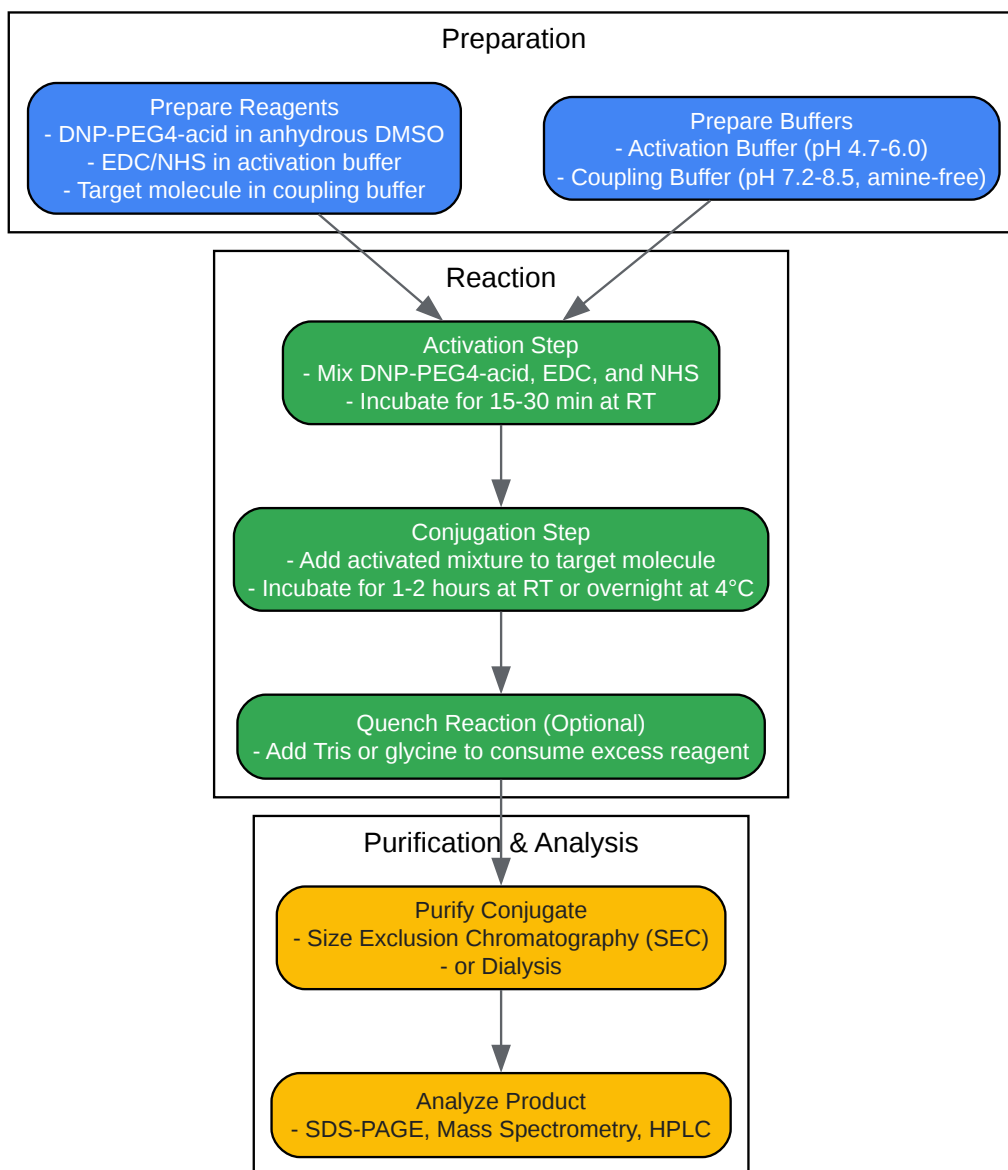 Preparation
Prepare Reagents
- DNP-PEG4-acid in anhydrous DMSO
- EDC/NHS in activation buffer
- Target molecule in coupling buffer
Prepare Buffers
- Activation Buffer (pH 4.7-6.0)
- Coupling Buffer (pH 7.2-8.5, amine-free)
Reaction
Activation Step
- Mix DNP-PEG4-acid, EDC, and NHS
- Incubate for 15-30 min at RT
Conjugation Step
- Add activated mixture to target molecule
- Incubate for 1-2 hours at RT or overnight at 4°C
Quench Reaction (Optional)
- Add Tris or glycine to consume excess reagent
Purification & Analysis
Purify Conjugate
- Size Exclusion Chromatography (SEC)
- or Dialysis
Analyze Product
- SDS-PAGE, Mass Spectrometry, HPLC